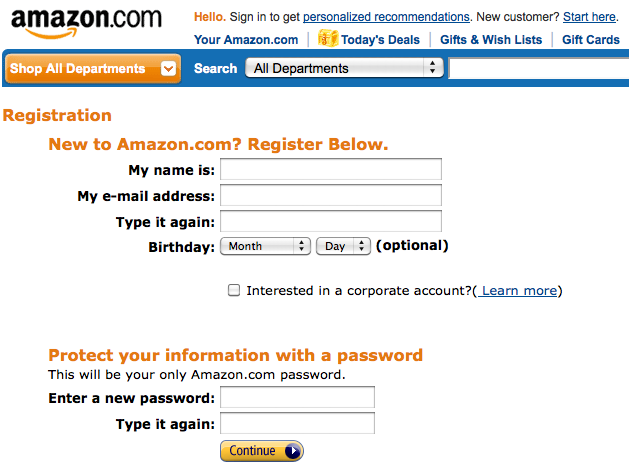 amazon.com
Hello. Sign in to get personalized recommendations. New customer? Start here.
Your Amazon.com Today's Deals Gifts & Wish Lists Gift Cards
Shop All Departments Search All Departments
Registration
New to Amazon.com? Register Below.
My name is:
My e-mail address:
Type it again:
Birthday: Month Day (optional)
Interested in a corporate account?( Learn more)
Protect your information with a password
This will be your only Amazon.com password.
Enter a new password:
Type it again:
Continue